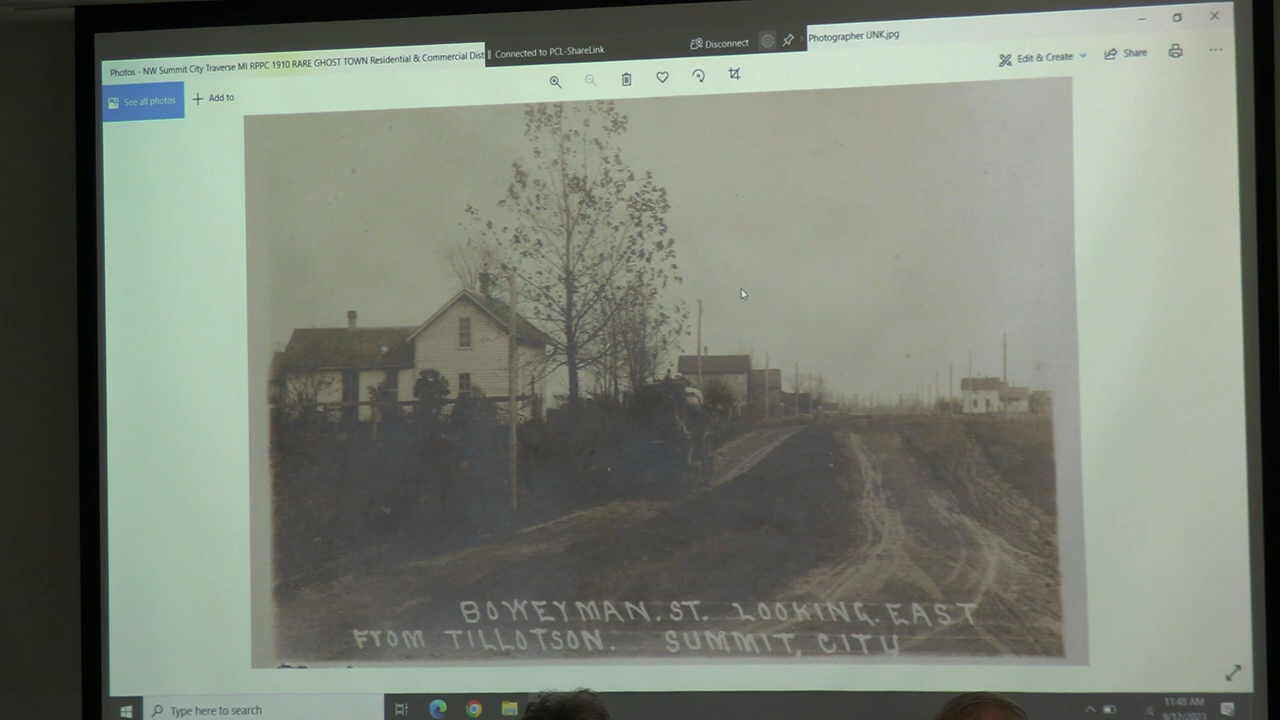 Photos - NW Summit City Traverse MI RPPC 1910 RARE GHOST TOWN Residential & Commercial Dist
Connected to PCL-ShareLink
Disconnect
Photographer UNK.jpg
See all photos
Add to
Edit & Create
Share
BOWEYMAN. ST. LOOKING. EAST
FROM TILLOTSON. SUMMIT, CITY
Type here to search
11:48 AM